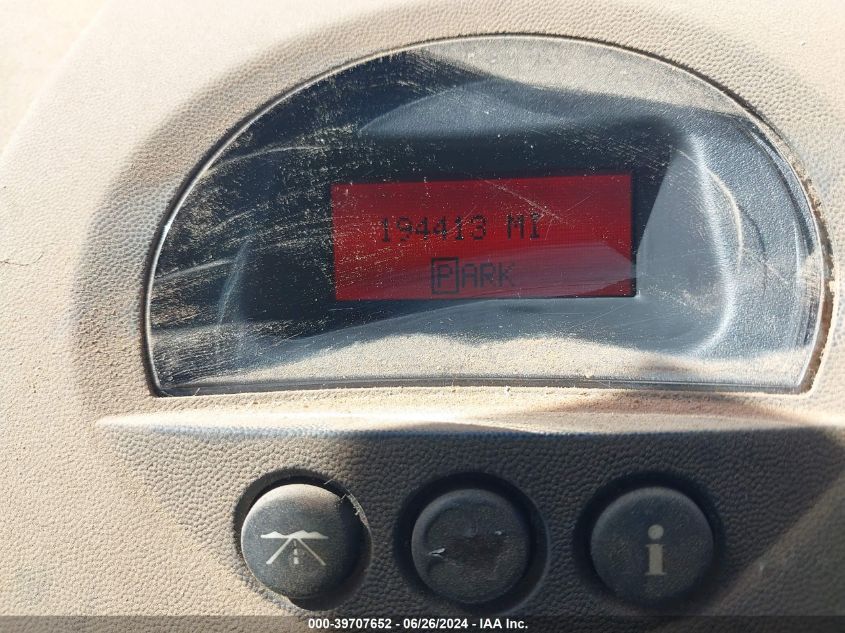 194413 MI
PARK
i
000-39707652 / 06/26/2024 - IAA Inc.